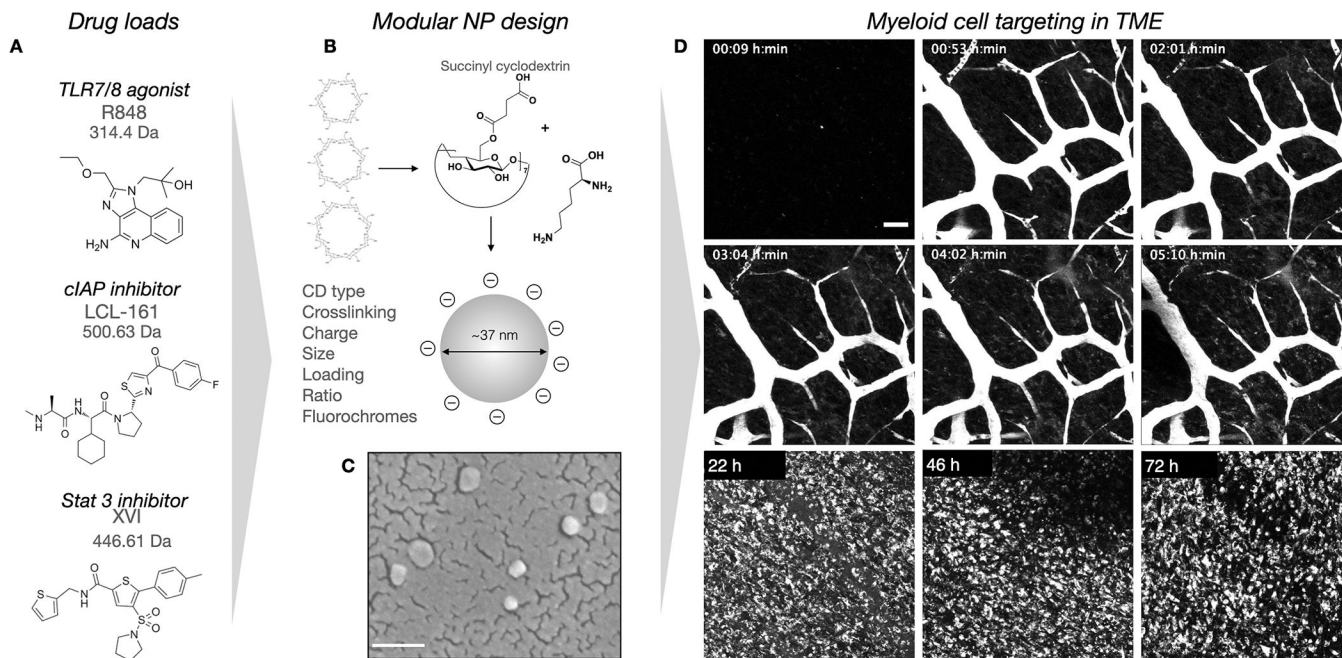 Drug loads
Modular NP design
Myeloid cell targeting in TME
A
TLR7/8 agonist
R848
314.4 Da
O
N
N
OH
N
H2N
cIAP inhibitor
LCL-161
500.63 Da
O
F
S
N
H
N
O
N
H
O
N
Stat 3 inhibitor
XVI
446.61 Da
O
S
S
NH
S
O
O
N
B
Succinyl cyclodextrin
OH
O
O
O
+
O
O
HO
OH
7
O
OH
NH2
H2N
CD type
Crosslinking
Charge
Size
Loading
Ratio
Fluorochromes
~37 nm
C
D
00:09 h:min
00:53 h:min
02:01 h:min
03:04 h:min
04:02 h:min
05:10 h:min
22 h
46 h
72 h